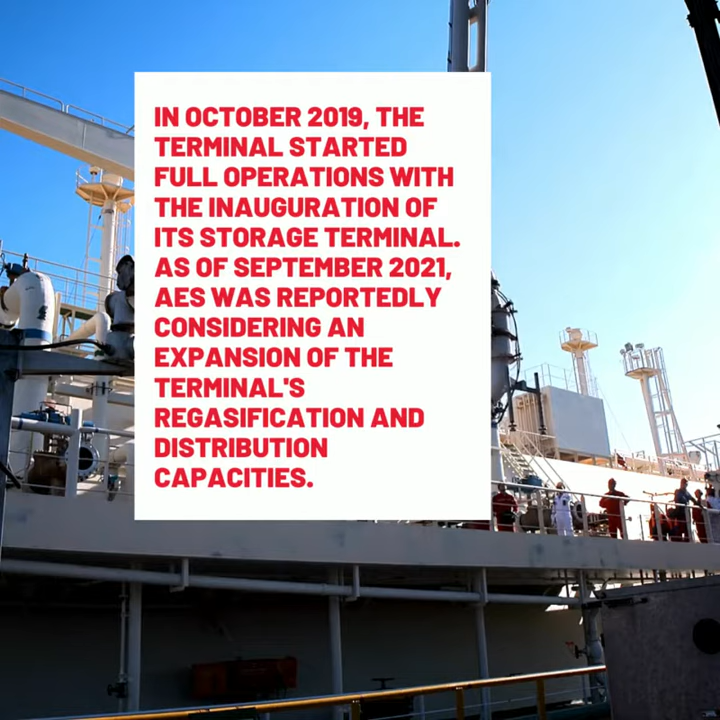 IN OCTOBER 2019, THE
TERMINAL STARTED
FULL OPERATIONS WITH
THE INAUGURATION OF
ITS STORAGE TERMINAL.
AS OF SEPTEMBER 2021,
AES WAS REPORTEDLY
CONSIDERING AN
EXPANSION OF THE
TERMINAL'S
REGASIFICATION AND
DISTRIBUTION
CAPACITIES.